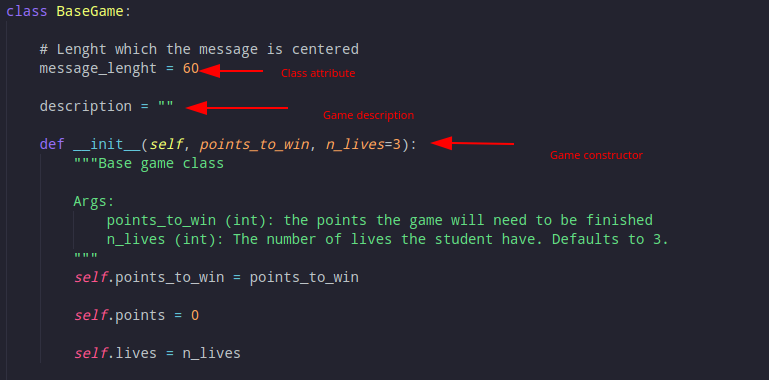 class BaseGame:
# Lenght which the message is centered
message_lenght = 60 Class attribute
description = "" Game description
def __init__(self, points_to_win, n_lives=3): Game constructor
"""Base game class
Args:
points_to_win (int): the points the game will need to be finished
n_lives (int): The number of lives the student have. Defaults to 3.
"""
self.points_to_win = points_to_win
self.points = 0
self.lives = n_lives